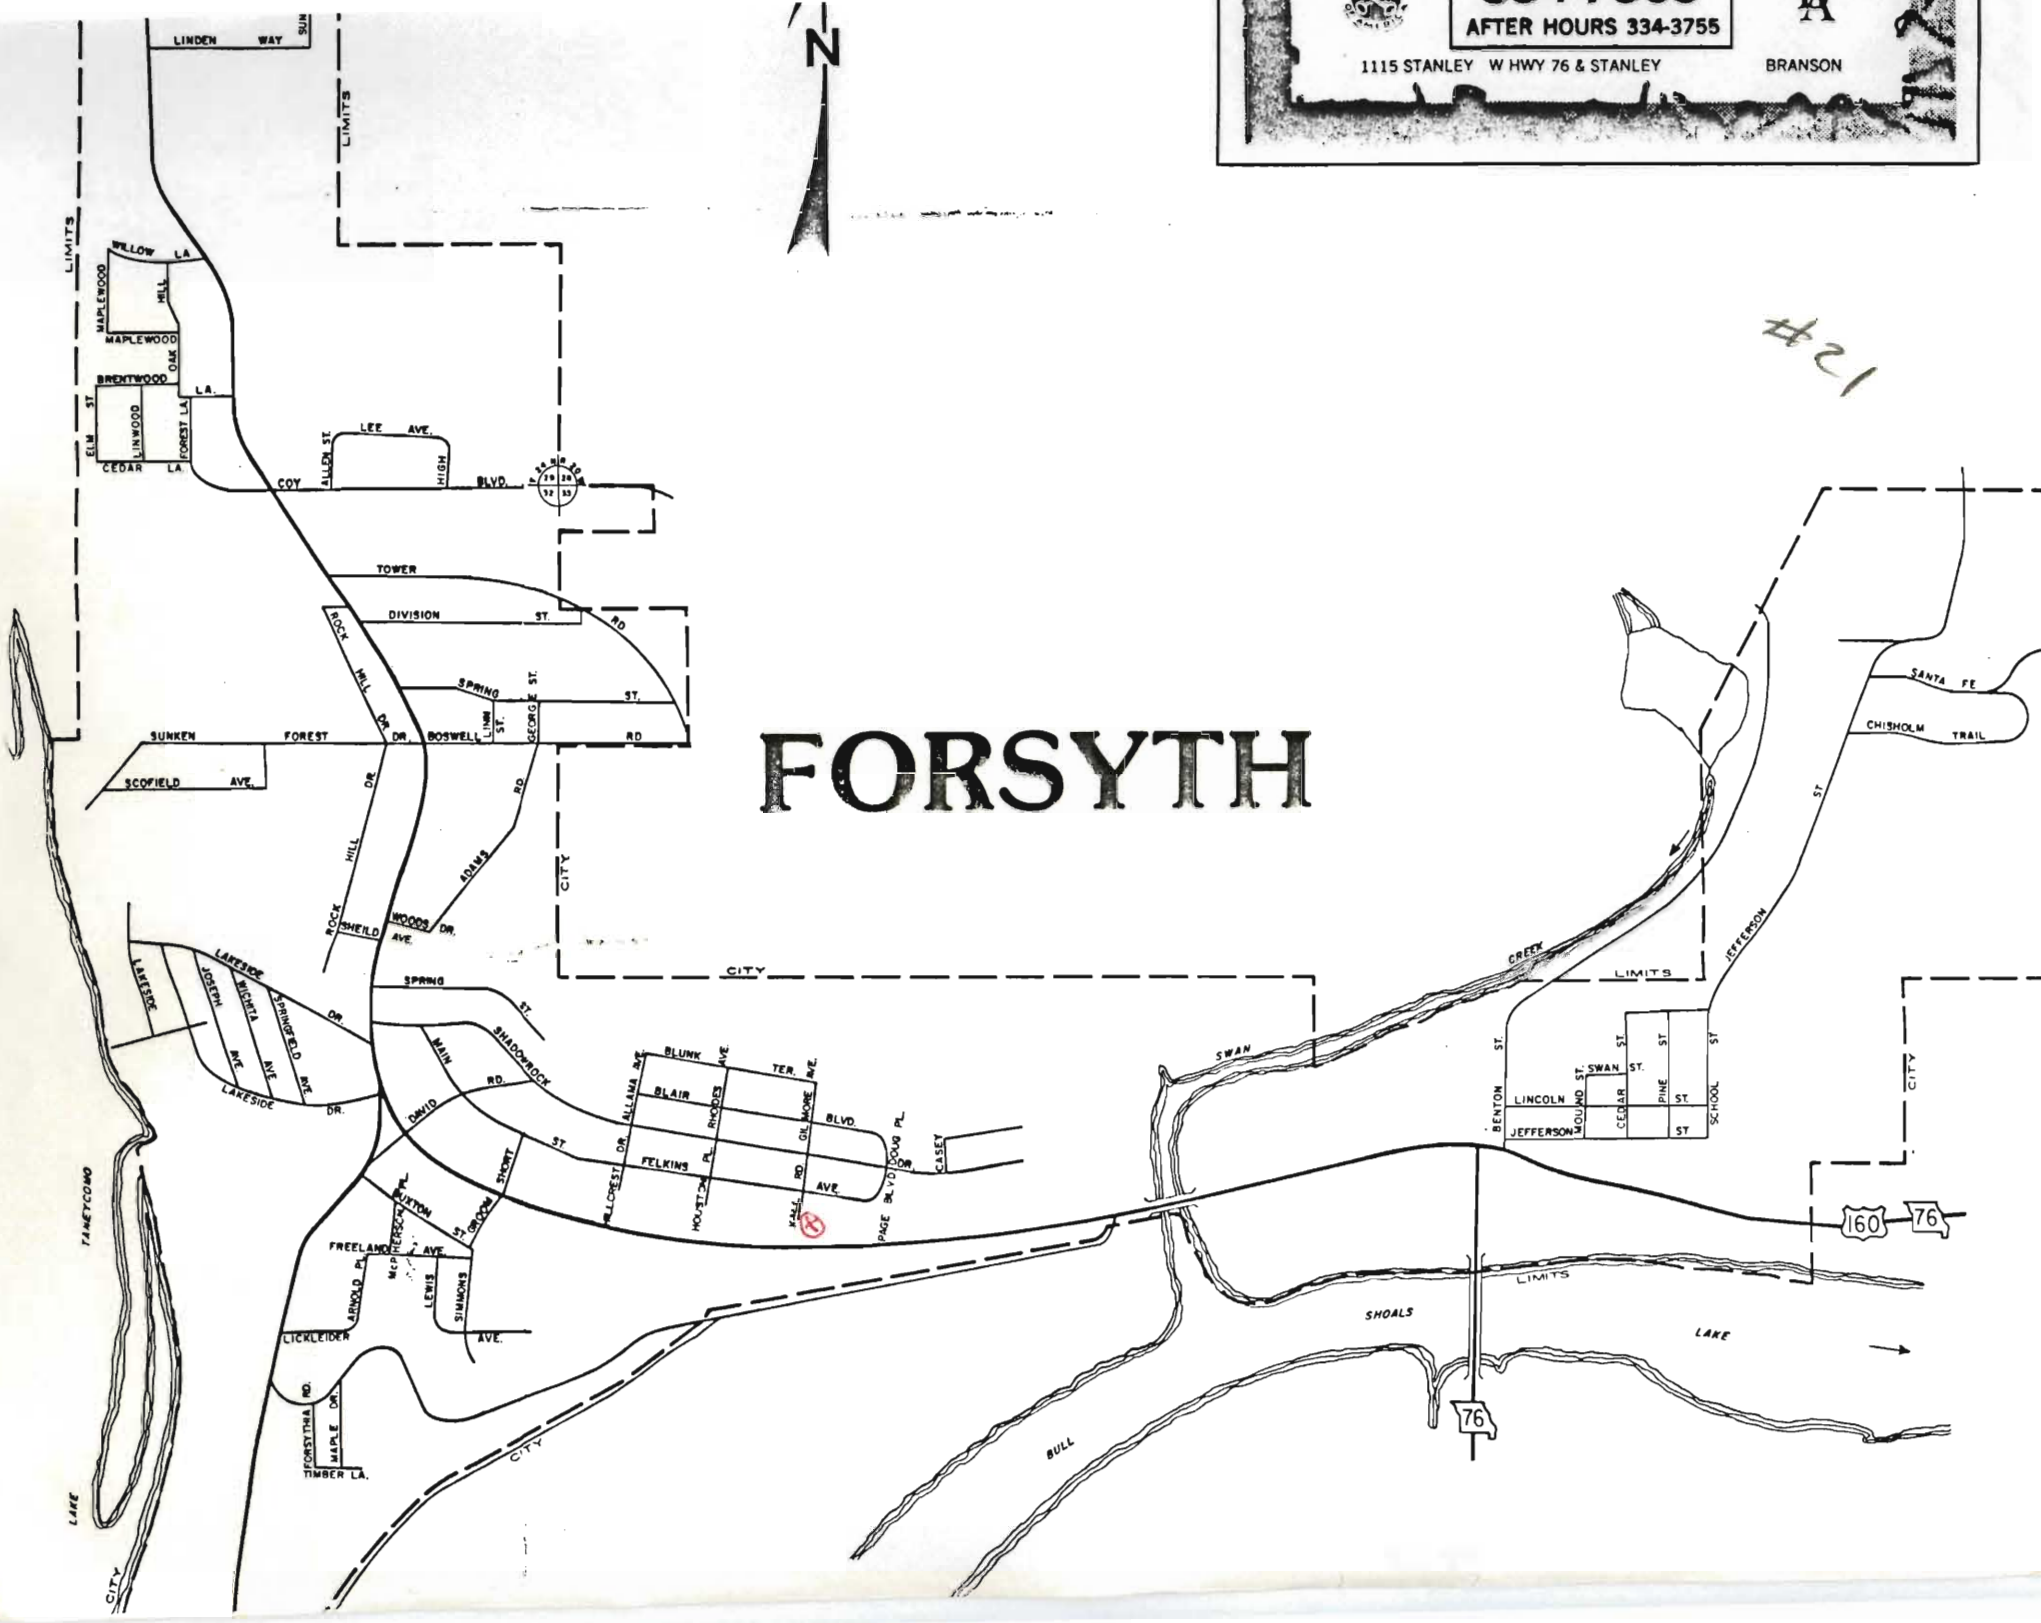 AFTER HOURS 334-3755
1115 STANLEY W HWY 76 & STANLEY BRANSON
N
LINDEN WAY
SUN
LIMITS
LIMITS
#21
WILLOW LA
MAPLEWOOD
HILL
MAPLEWOOD
OAK
BRENTWOOD
LA.
ELM ST
LINWOOD
FOREST LA.
CEDAR LA.
ALLEN ST.
LEE AVE.
HIGH
COY BLVD.
29 28
32 33
TOWER RD
DIVISION ST.
ROCK HILL DR.
SPRING ST.
LINN ST.
GEORGE ST.
SUNKEN FOREST DR.
BOSWELL RD
SCOFIELD AVE.
FORSYTH
SANTA FE
CHISHOLM TRAIL
ROCK HILL DR.
ADAMS RD
CITY
WOODS DR.
SHEILD AVE.
JEFFERSON ST
SWAN CREEK
CITY LIMITS
LAKESIDE
LAKESIDE DR.
JOSEPH AVE.
WICHITA AVE
SPRINGFIELD AVE.
LAKESIDE DR.
SPRING ST.
MAIN ST
SHADOWROCK DR.
DAVID RD.
ALLAMA AVE.
BLUNK TER.
BLAIR BLVD.
RHODES AVE.
GILMORE AVE.
FELKINS AVE.
HOUSTON PL.
RD
PAGE BLVD
DOUG PL.
CASEY
BENTON ST.
LINCOLN ST.
JEFFERSON ST
MOUND ST.
SWAN ST.
CEDAR ST.
PINE ST
SCHOOL ST
CITY
160
76
SHORT
GROOM
BUXTON ST.
McPHERSON PL
FREELAND AVE.
ARNOLD PL
LEWIS
SIMMONS
LICKLEIDER AVE.
FORSYTHIA RD.
MAPLE DR.
TIMBER LA.
LAKE TANEYCOMO
CITY
CITY
LIMITS
BULL SHOALS LAKE
76